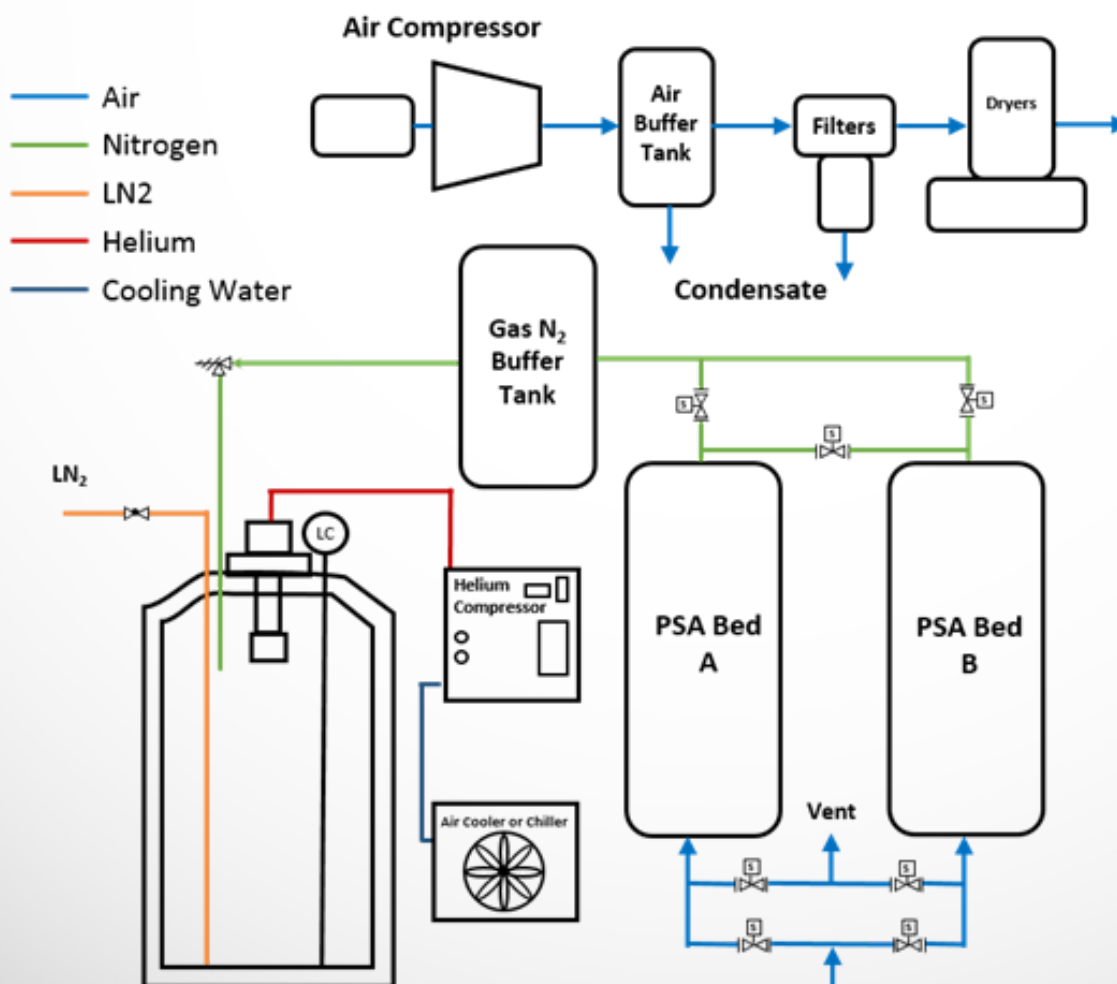 Air Compressor
Air
Nitrogen
LN2
Helium
Cooling Water
Air
Buffer
Tank
Filters
Dryers
Condensate
Gas N₂
Buffer
Tank
S
S
S
LN₂
LC
Helium
Compressor
PSA Bed
A
PSA Bed
B
Air Cooler or Chiller
Vent
S
S
S
S